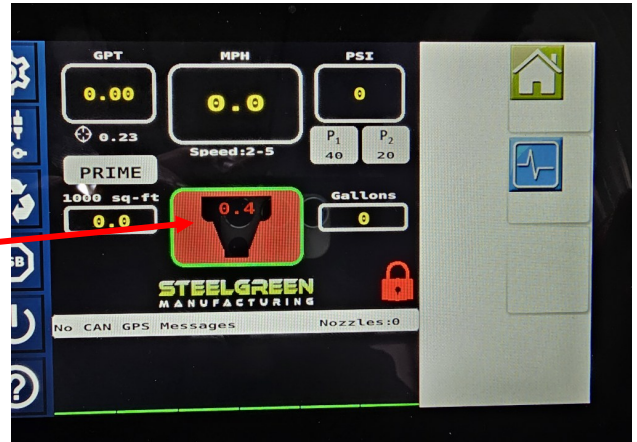 GPT MPH PSI
0.00 0.0 0
0.23 Speed:2-5 P1 40 P2 20
PRIME
1000 sq-ft 0.4 Gallons
0.0 0
STEELGREEN
MANUFACTURING
No CAN GPS Messages Nozzles:0
SB
?